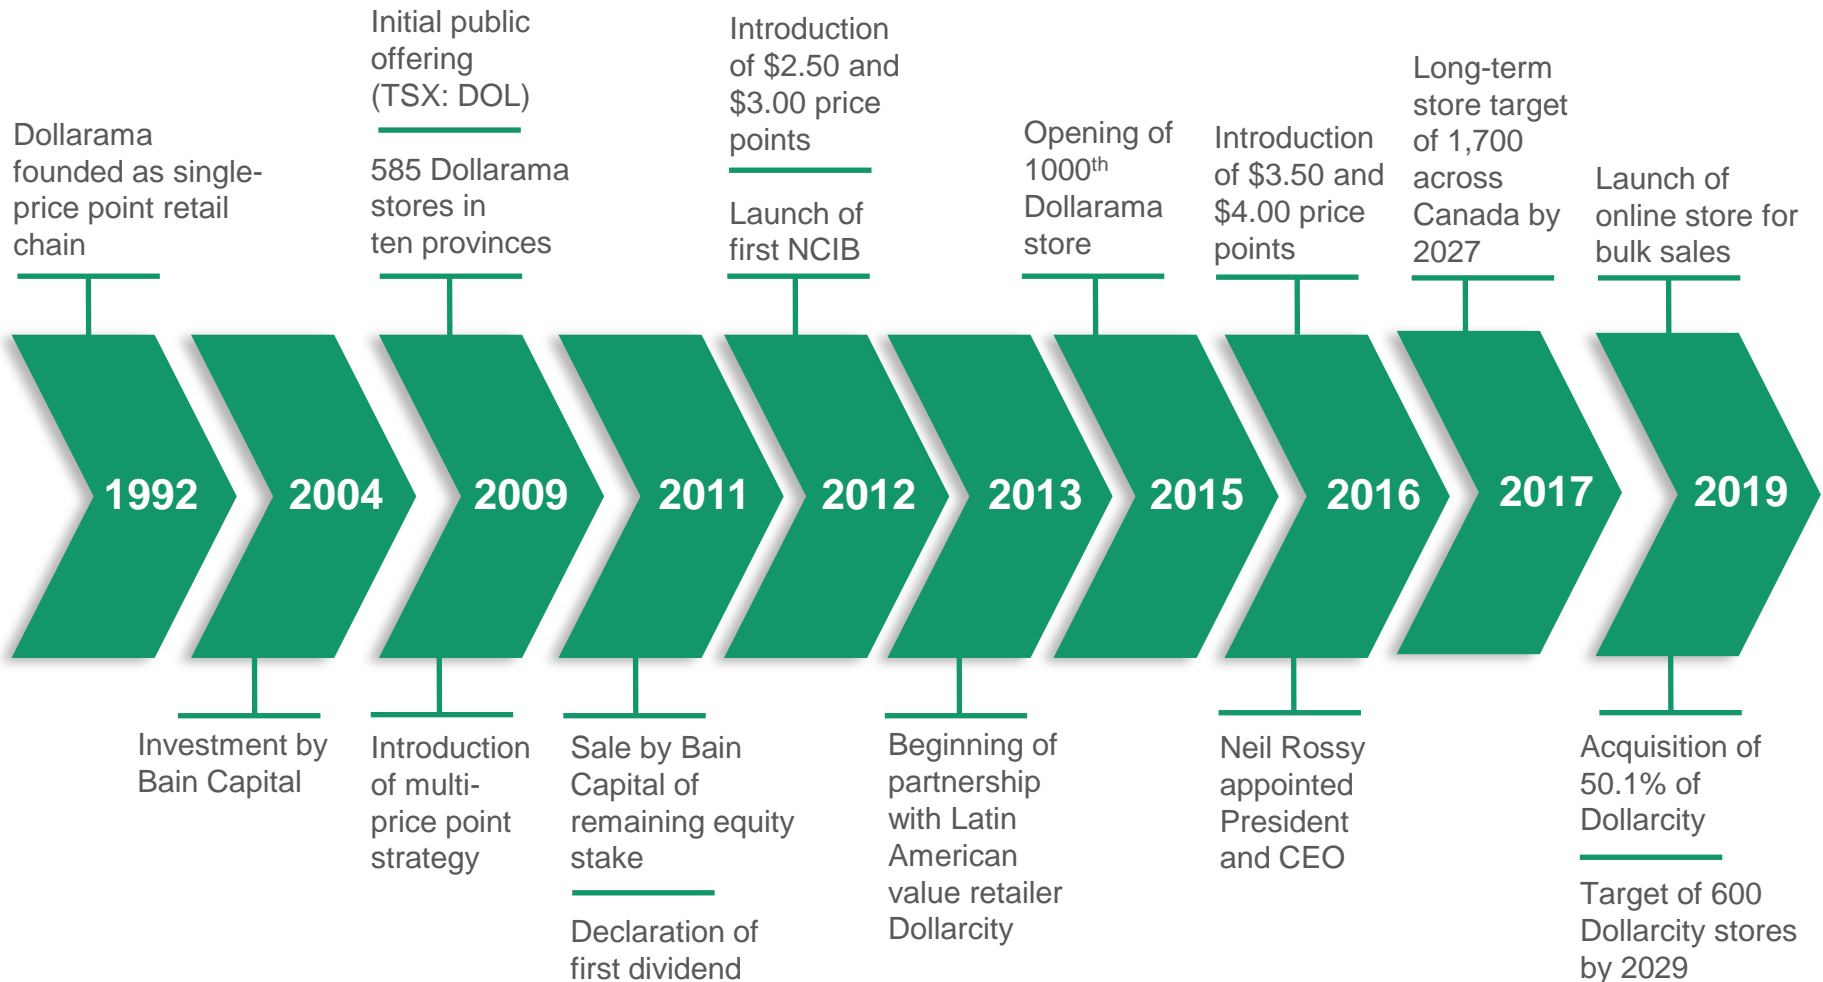 Dollarama
founded as single-
price point retail
chain
Initial public
offering
(TSX: DOL)
585 Dollarama
stores in
ten provinces
Introduction
of $2.50 and
$3.00 price
points
Launch of
first NCIB
Opening of
1000th
Dollarama
store
Introduction
of $3.50 and
$4.00 price
points
Long-term
store target
of 1,700
across
Canada by
2027
Launch of
online store for
bulk sales
1992
2004
2009
2011
2012
2013
2015
2016
2017
2019
Investment by
Bain Capital
Introduction
of multi-
price point
strategy
Sale by Bain
Capital of
remaining equity
stake
Declaration of
first dividend
Beginning of
partnership
with Latin
American
value retailer
Dollarcity
Neil Rossy
appointed
President
and CEO
Acquisition of
50.1% of
Dollarcity
Target of 600
Dollarcity stores
by 2029